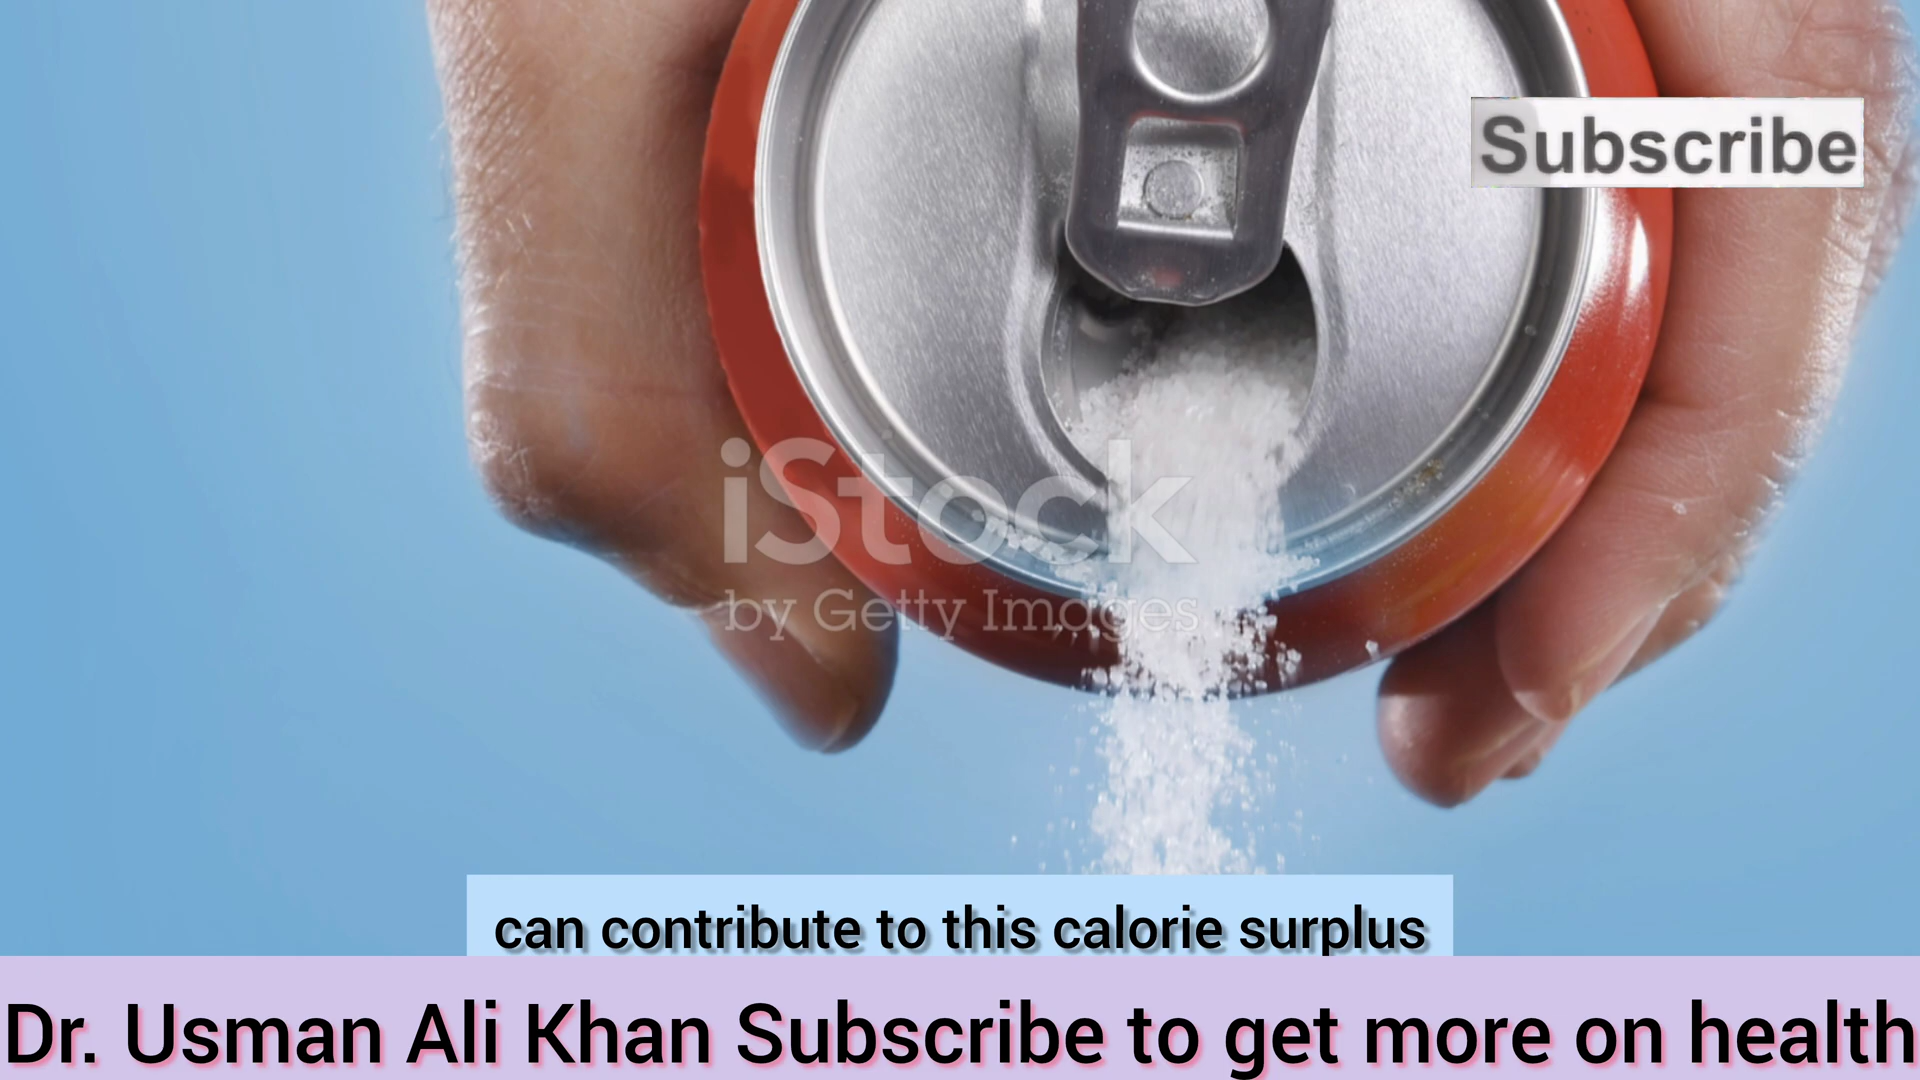 Subscribe
iStock
by Getty Images
can contribute to this calorie surplus
Dr. Usman Ali Khan Subscribe to get more on health